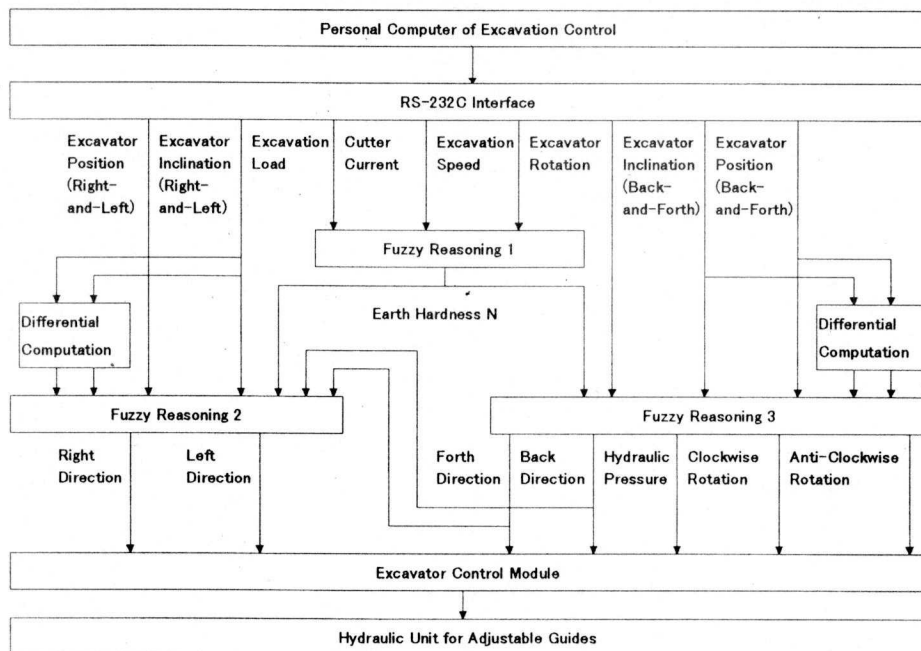 Personal Computer of Excavation Control
RS-232C Interface
Excavator
Position
(Right-
and-Left)
Excavator
Inclination
(Right-
and-Left)
Excavation
Load
Cutter
Current
Excavation
Speed
Excavator
Rotation
Excavator
Inclination
(Back-
and-Forth)
Excavator
Position
(Back-
and-Forth)
Fuzzy Reasoning 1
Earth Hardness N
Differential
Computation
Differential
Computation
Fuzzy Reasoning 2
Fuzzy Reasoning 3
Right
Direction
Left
Direction
Forth
Direction
Back
Direction
Hydraulic
Pressure
Clockwise
Rotation
Anti-Clockwise
Rotation
Excavator Control Module
Hydraulic Unit for Adjustable Guides